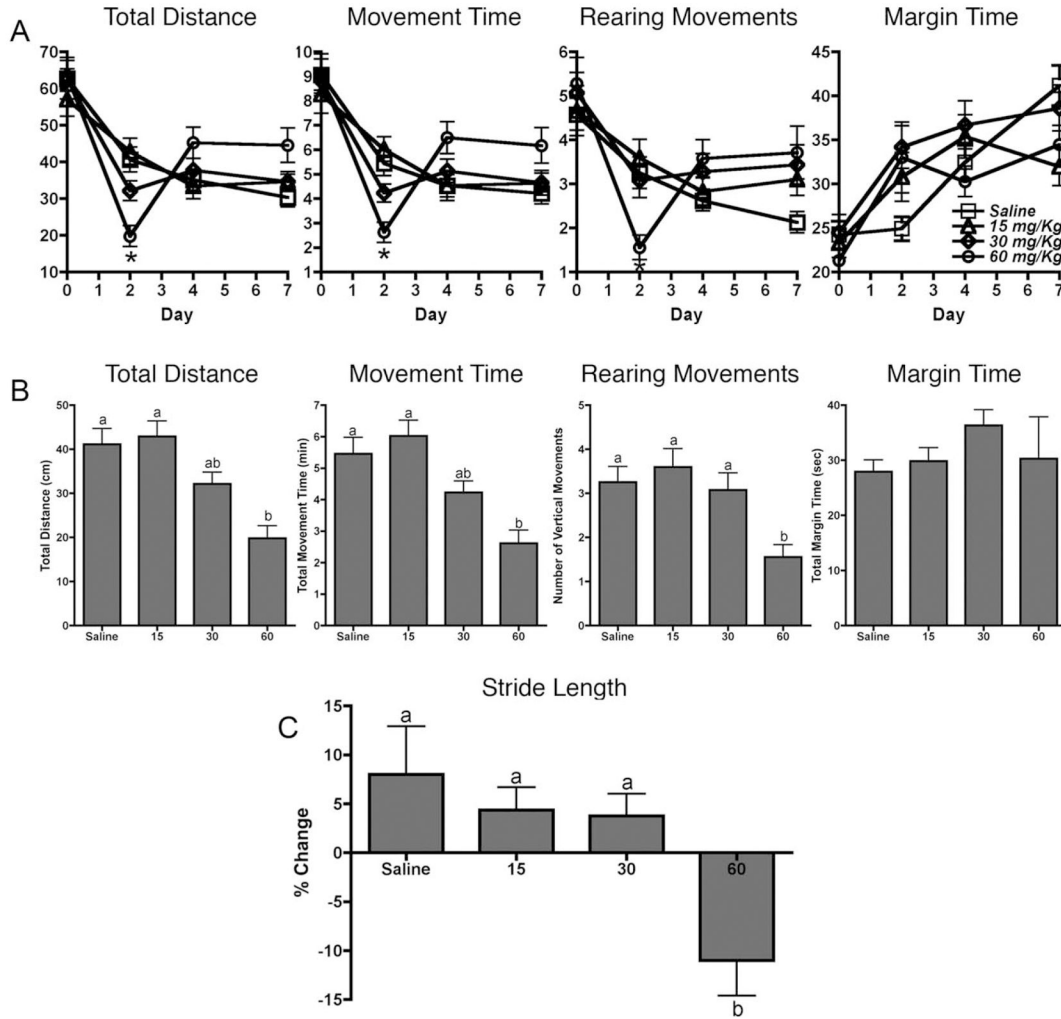 A
Total Distance
Movement Time
Rearing Movements
Margin Time
70
60
50
40
30
20
10
*
0 1 2 3 4 5 6 7
Day
10
9
8
7
6
5
4
3
2
1
*
0 1 2 3 4 5 6 7
Day
6
5
4
3
2
1
*
0 1 2 3 4 5 6 7
Day
45
40
35
30
25
20
Saline
15 mg/Kg
30 mg/Kg
60 mg/Kg
0 1 2 3 4 5 6 7
Day
B
Total Distance
Movement Time
Rearing Movements
Margin Time
Total Distance (cm)
50
40
30
20
10
0
a
a
ab
b
Saline 15 30 60
Total Movement Time (min)
7
6
5
4
3
2
1
0
a
a
ab
b
Saline 15 30 60
Number of Vertical Movements
5
4
3
2
1
0
a
a
a
b
Saline 15 30 60
Total Margin Time (sec)
40
30
20
10
0
Saline 15 30 60
C
Stride Length
% Change
15
10
5
0
-5
-10
-15
a
a
a
b
Saline 15 30 60